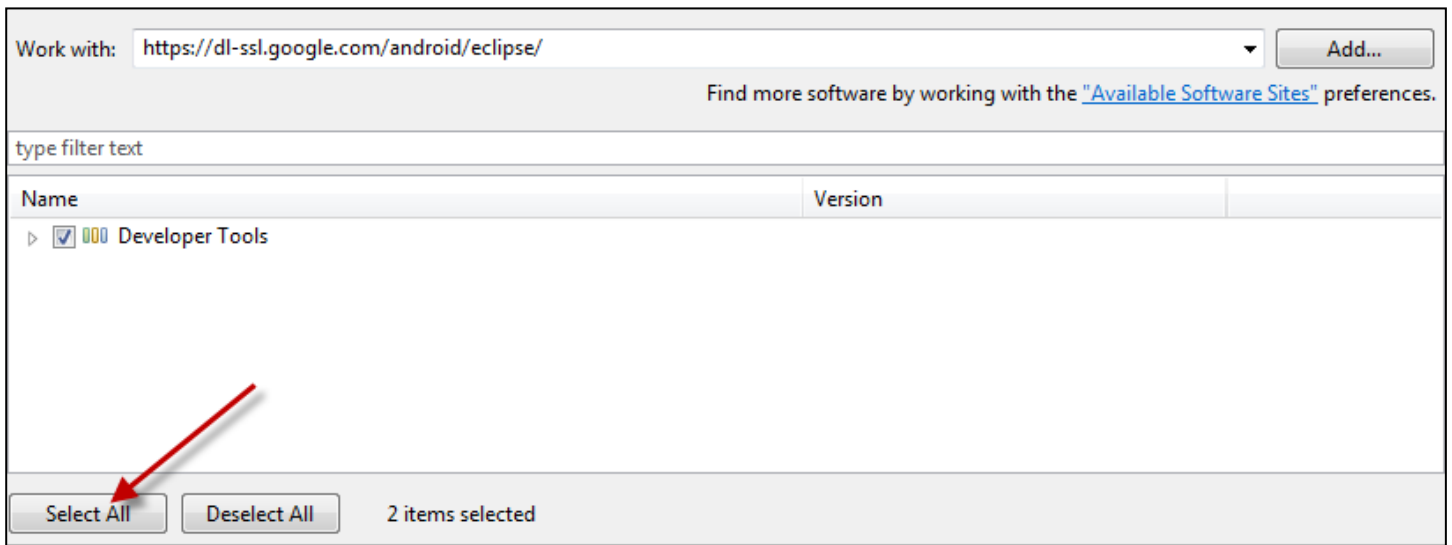 Work with: https://dl-ssl.google.com/android/eclipse/ Add...
Find more software by working with the "Available Software Sites" preferences.
type filter text
Name Version
Developer Tools
Select All Deselect All 2 items selected